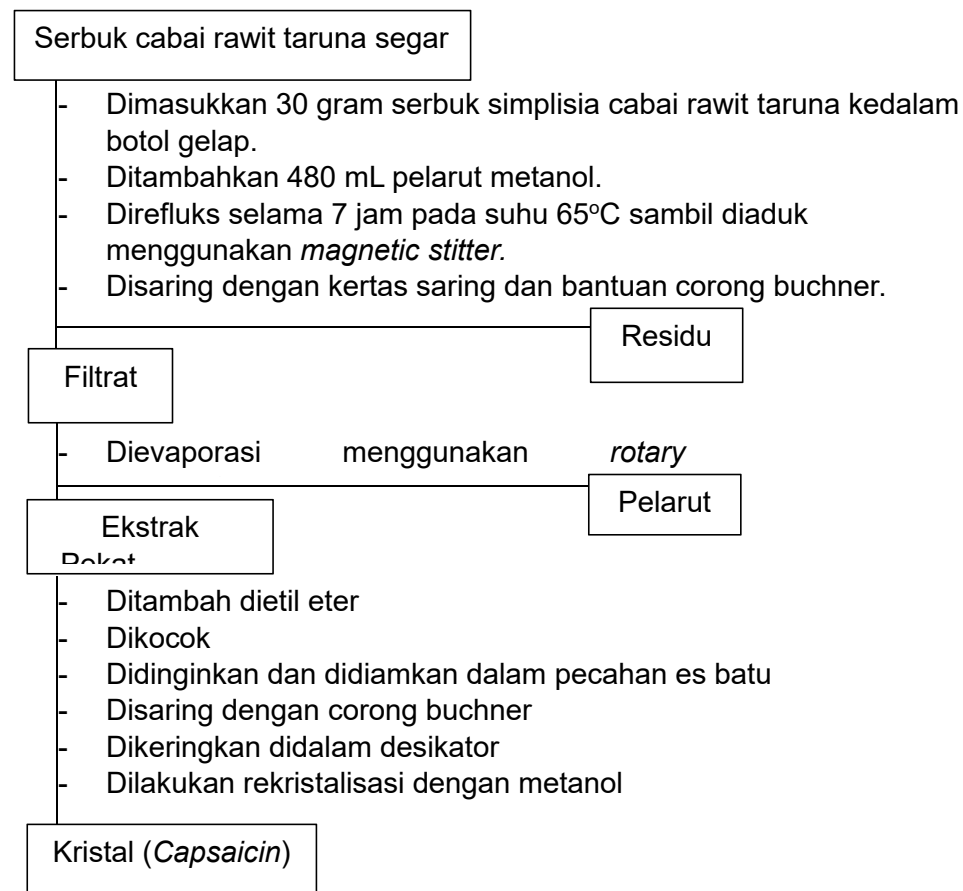 Serbuk cabai rawit taruna segar
- Dimasukkan 30 gram serbuk simplisia cabai rawit taruna kedalam
botol gelap.
- Ditambahkan 480 mL pelarut metanol.
- Direfluks selama 7 jam pada suhu 65°C sambil diaduk
menggunakan magnetic stitter.
- Disaring dengan kertas saring dan bantuan corong buchner.
Residu
Filtrat
- Dievaporasi menggunakan rotary
Pelarut
Ekstrak
Pekat
- Ditambah dietil eter
- Dikocok
- Didinginkan dan didiamkan dalam pecahan es batu
- Disaring dengan corong buchner
- Dikeringkan didalam desikator
- Dilakukan rekristalisasi dengan metanol
Kristal (Capsaicin)